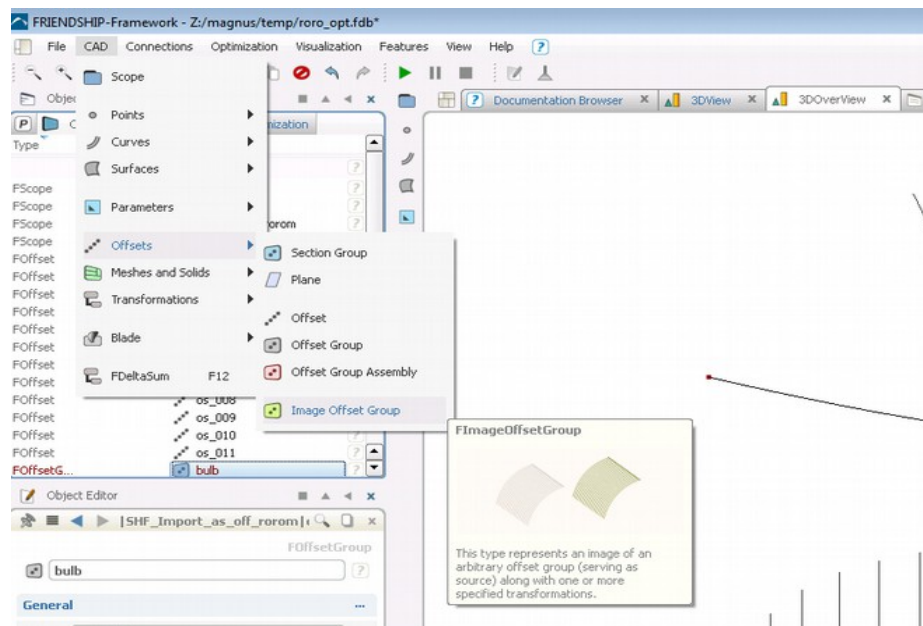 FRIENDSHIP-Framework - Z:/magnus/temp/roro_opt.fdb*
File CAD Connections Optimization Visualization Features View Help ?
Scope
Points
Curves
Surfaces
Parameters
Offsets
Meshes and Solids
Transformations
Blade
FDeltaSum F12
Section Group
Plane
Offset
Offset Group
Offset Group Assembly
Image Offset Group
Documentation Browser
3DView
3DOverView
P
Type
FScope
FScope
FScope
FScope
FOffset
FOffset
FOffset
FOffset
FOffset
FOffset
FOffset
FOffset
FOffset os_008
FOffset os_009
FOffset os_010
FOffset os_011
FOffsetG... bulb
FImageOffsetGroup
This type represents an image of an
arbitrary offset group (serving as
source) along with one or more
specified transformations.
Object Editor
|SHF_Import_as_off_rorom|
FOffsetGroup
bulb ?
General ...